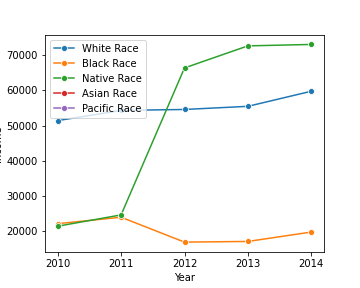 70000
60000
50000
40000
30000
20000
White Race
Black Race
Native Race
Asian Race
Pacific Race
2010 2011 2012 2013 2014
Year